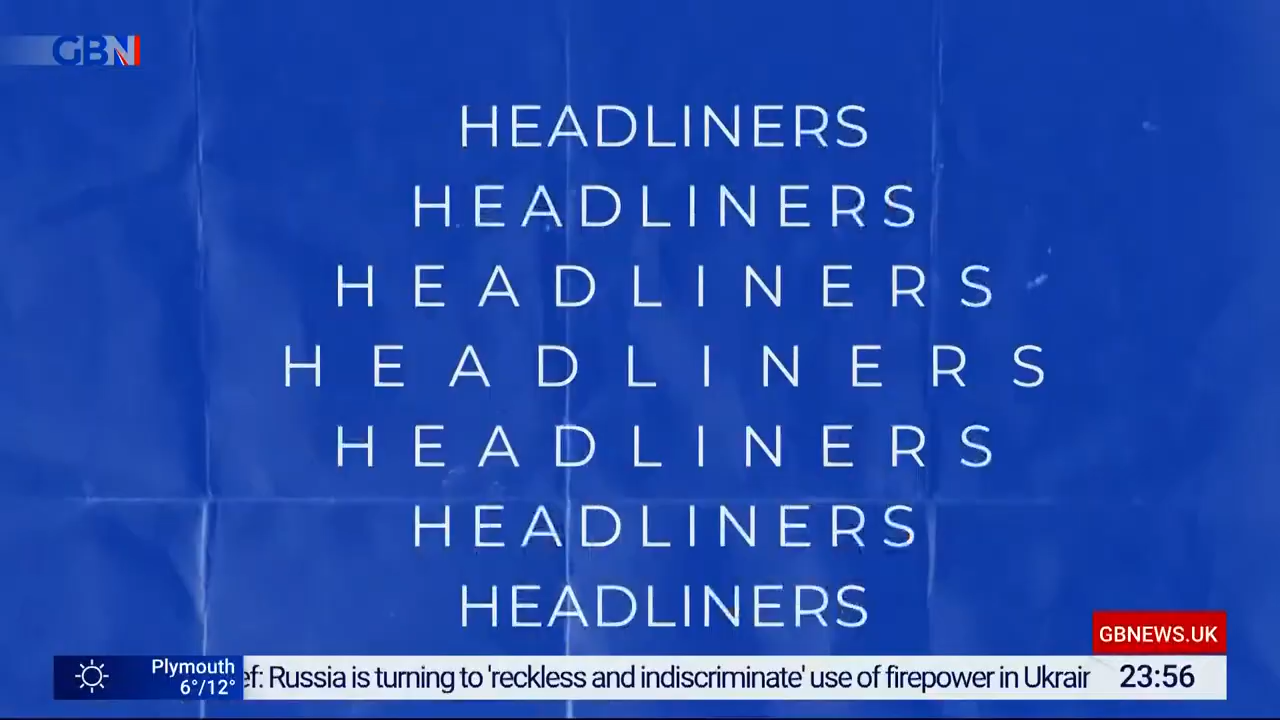 GBN
HEADLINERS
HEADLINERS
HEADLINERS
HEADLINERS
HEADLINERS
HEADLINERS
HEADLINERS
GBNEWS.UK
Plymouth
6°/12°
ef: Russia is turning to 'reckless and indiscriminate' use of firepower in Ukrair
23:56